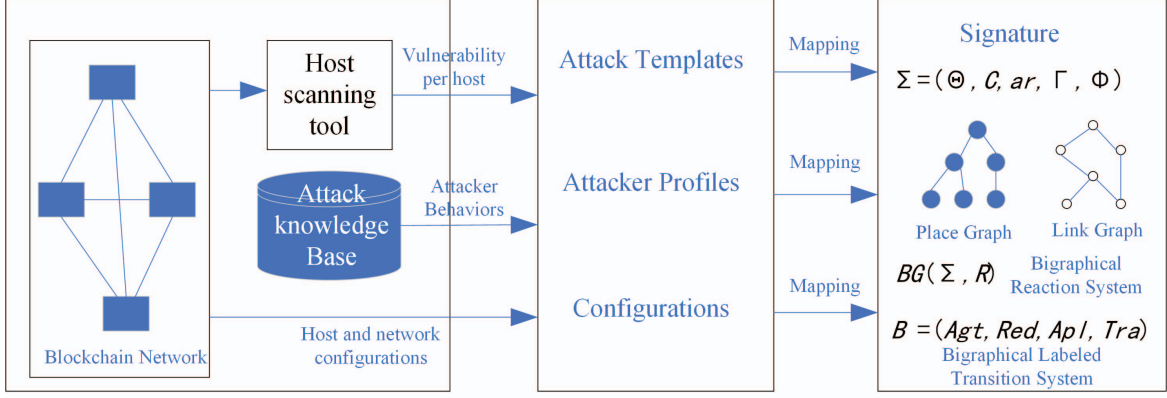 Host
scanning
tool
Vulnerability
per host
Attack
knowledge
Base
Attacker
Behaviors
Host and network
configurations
Blockchain Network
Attack Templates
Attacker Profiles
Configurations
Mapping
Mapping
Mapping
Signature
Σ=(Θ, C, ar, Γ, Φ)
Place Graph
Link Graph
BG(Σ, R)
Bigraphical
Reaction System
B =(Agt, Red, Apl, Tra)
Bigraphical Labeled
Transition System